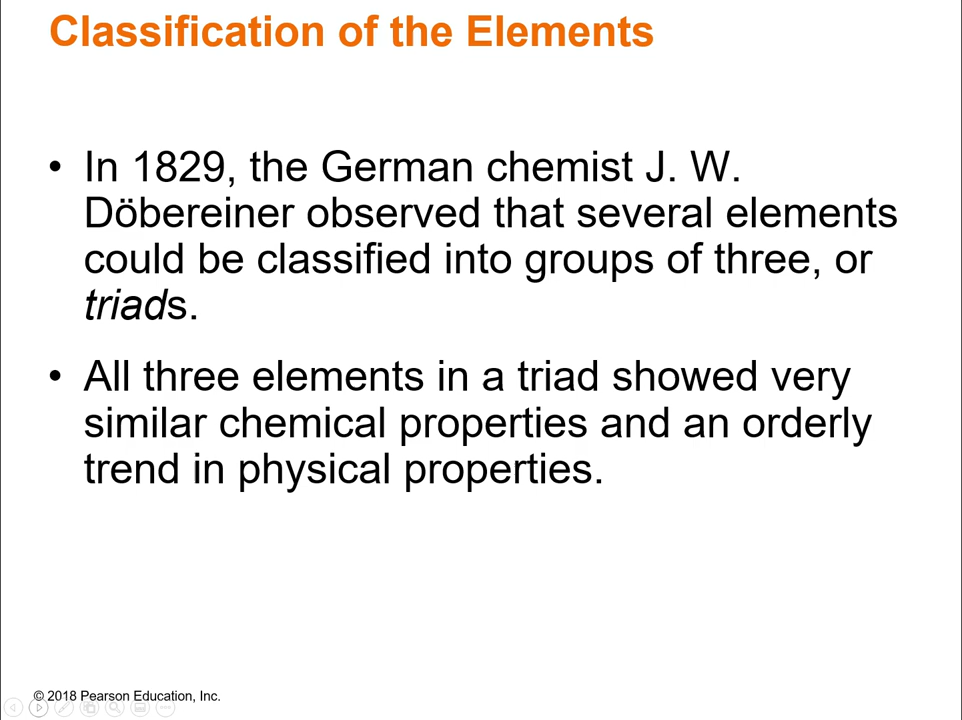 Classification of the Elements
• In 1829, the German chemist J. W.
Döbereiner observed that several elements
could be classified into groups of three, or
triads.
• All three elements in a triad showed very
similar chemical properties and an orderly
trend in physical properties.
© 2018 Pearson Education, Inc.